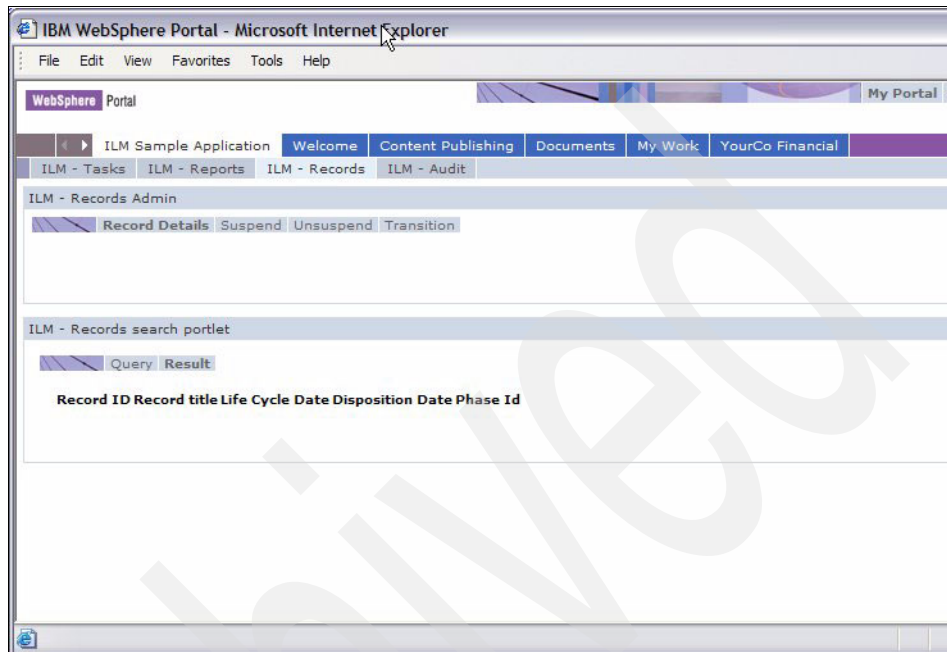 IBM WebSphere Portal - Microsoft Internet Explorer
File Edit View Favorites Tools Help
WebSphere Portal
My Portal
ILM Sample Application Welcome Content Publishing Documents My Work YourCo Financial
ILM - Tasks ILM - Reports ILM - Records ILM - Audit
ILM - Records Admin
Record Details Suspend Unsuspend Transition
ILM - Records search portlet
Query Result
Record ID Record title Life Cycle Date Disposition Date Phase Id